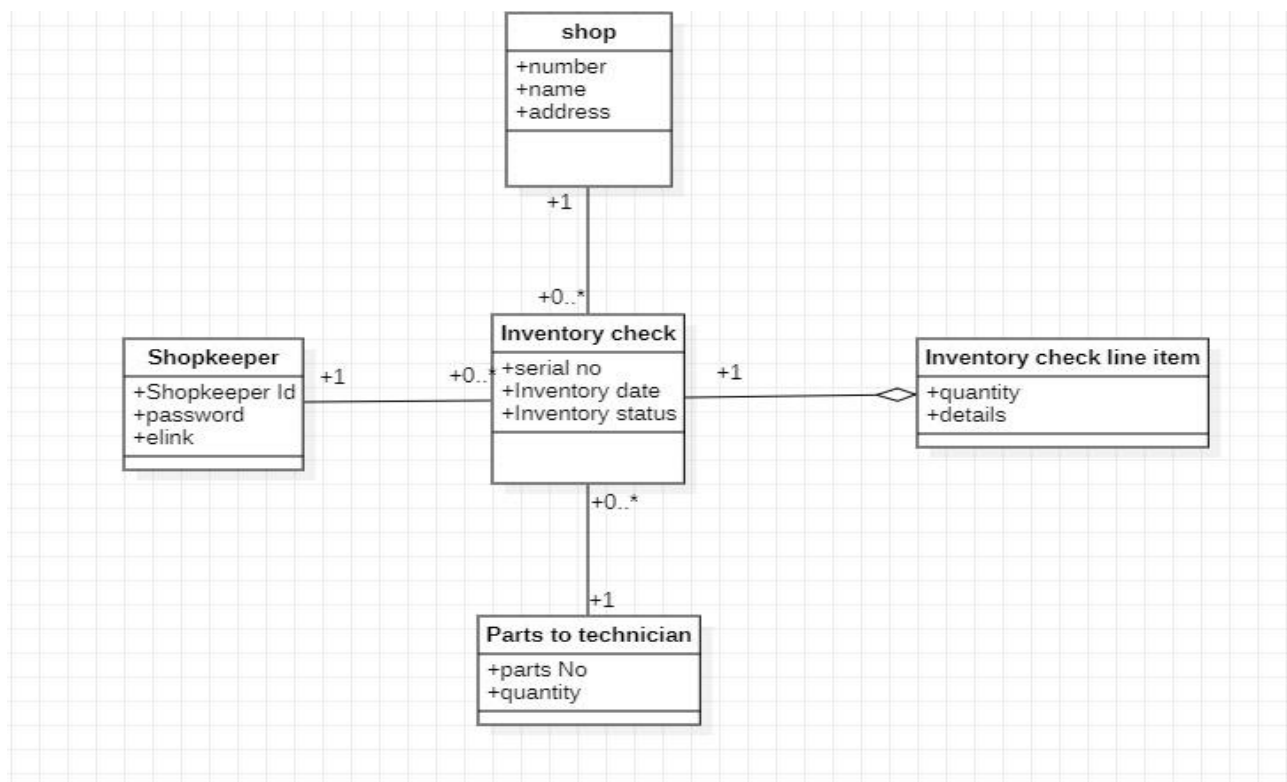 shop
+number
+name
+address
+1
+0..*
Shopkeeper
+Shopkeeper Id
+password
+elink
+1
+0..*
Inventory check
+serial no
+Inventory date
+Inventory status
+1
Inventory check line item
+quantity
+details
+0..*
+1
Parts to technician
+parts No
+quantity